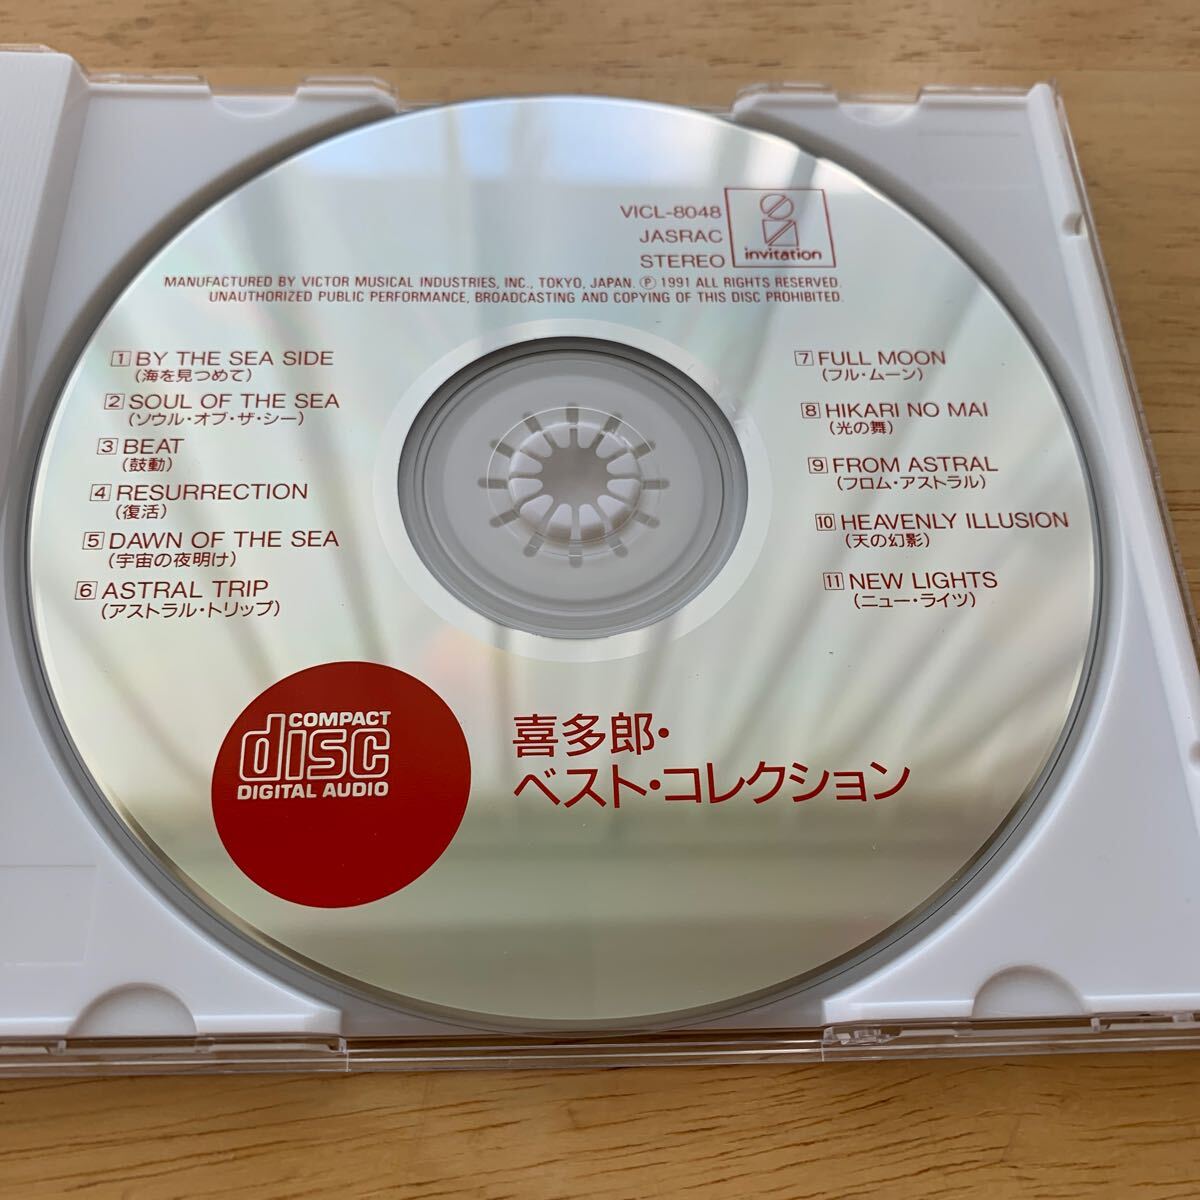 VICL-8048
JASRAC
STEREO
invitation
MANUFACTURED BY VICTOR MUSICAL INDUSTRIES, INC., TOKYO, JAPAN. Ⓟ 1991 ALL RIGHTS RESERVED.
UNAUTHORIZED PUBLIC PERFORMANCE, BROADCASTING AND COPYING OF THIS DISC PROHIBITED.
1 BY THE SEA SIDE
(海を見つめて)
2 SOUL OF THE SEA
(ソウル・オブ・ザ・シー)
3 BEAT
(鼓動)
4 RESURRECTION
(復活)
5 DAWN OF THE SEA
(宇宙の夜明け)
6 ASTRAL TRIP
(アストラル・トリップ)
7 FULL MOON
(フル・ムーン)
8 HIKARI NO MAI
(光の舞)
9 FROM ASTRAL
(フロム・アストラル)
10 HEAVENLY ILLUSION
(天の幻影)
11 NEW LIGHTS
(ニュー・ライツ)
COMPACT
disc
DIGITAL AUDIO
喜多郎・
ベスト・コレクション